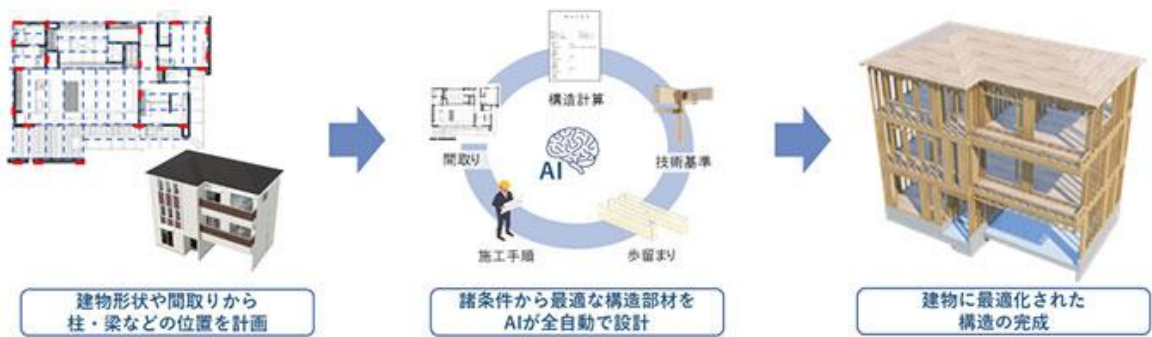 構造計算
間取り
AI
技術基準
施工手順
歩留まり
建物形状や間取りから
柱・梁などの位置を計画
諸条件から最適な構造部材を
AIが全自動で設計
建物に最適化された
構造の完成